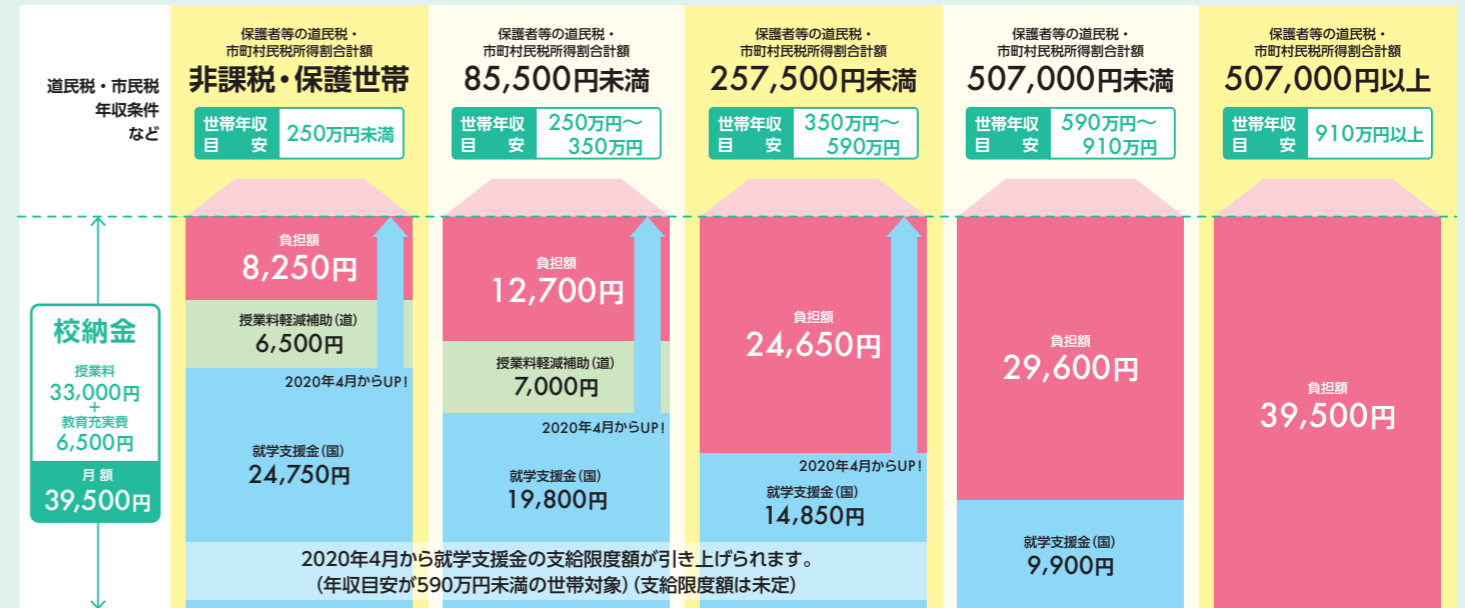 道民税・市民税
年収条件
など
保護者等の道民税・
市町村民税所得割合計額
非課税・保護世帯
世帯年収
目 安
250万円未満
保護者等の道民税・
市町村民税所得割合計額
85,500円未満
世帯年収
目 安
250万円〜
350万円
保護者等の道民税・
市町村民税所得割合計額
257,500円未満
世帯年収
目 安
350万円〜
590万円
保護者等の道民税・
市町村民税所得割合計額
507,000円未満
世帯年収
目 安
590万円〜
910万円
保護者等の道民税・
市町村民税所得割合計額
507,000円以上
世帯年収
目 安
910万円以上
校納金
授業料
33,000円
+
教育充実費
6,500円
月額
39,500円
負担額
8,250円
授業料軽減補助(道)
6,500円
2020年4月からUP!
就学支援金(国)
24,750円
負担額
12,700円
授業料軽減補助(道)
7,000円
2020年4月からUP!
就学支援金(国)
19,800円
負担額
24,650円
2020年4月からUP!
就学支援金(国)
14,850円
負担額
29,600円
就学支援金(国)
9,900円
負担額
39,500円
2020年4月から就学支援金の支給限度額が引き上げられます。
(年収目安が590万円未満の世帯対象)(支給限度額は未定)